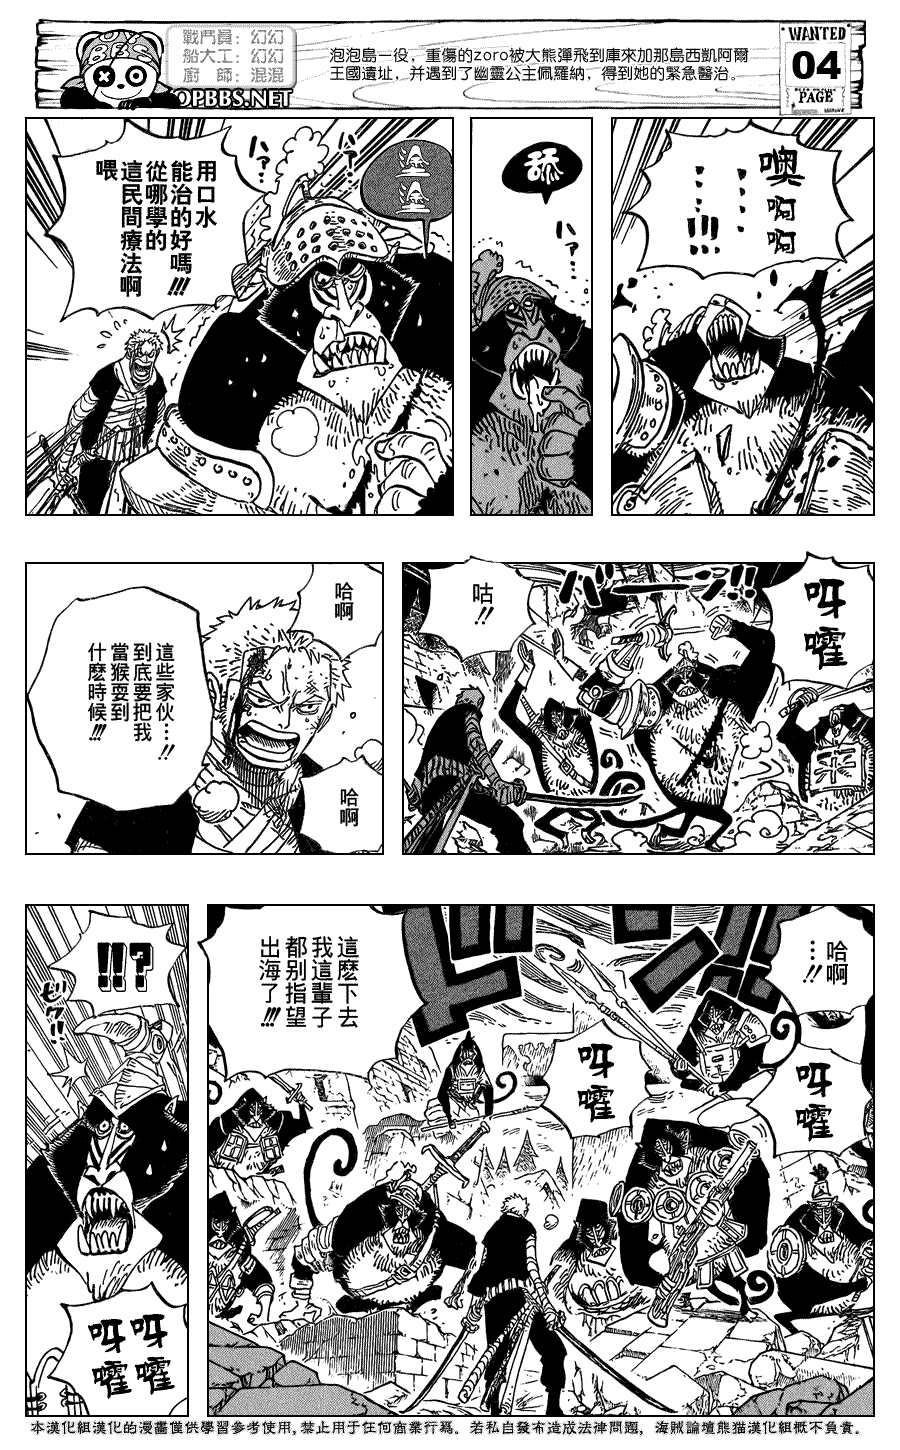 戰鬥員：幻幻
船大工：幻幻
廚　師：混混
OPBBS.NET
泡泡島一役，重傷的zoro被大熊彈飛到庫來加那島西凱阿爾
王國遺址，并遇到了幽靈公主佩羅納，得到她的緊急醫治。
WANTED
04
PAGE
噢啊啊
……
……!!!
舐
ハァ…
ハァ…
ハァ…
用口水
能治的好嗎!!!
從哪學的
這民間療法啊
喂
呀嚯
咕!!
哈啊
這些家伙…!!
到底要把我
當猴耍到
什麼時候!!!
哈啊
哈啊
…!!
呀嚯
呀嚯
這麼下去
我這輩子
都別指望
出海了!!!
!!?
ビクッ!!
呀嚯
呀嚯
本漢化組漢化的漫畫僅供學習參考使用，禁止用于任何商業行為。若私自發布造成法律問題，海賊論壇熊猫漢化組概不負責。